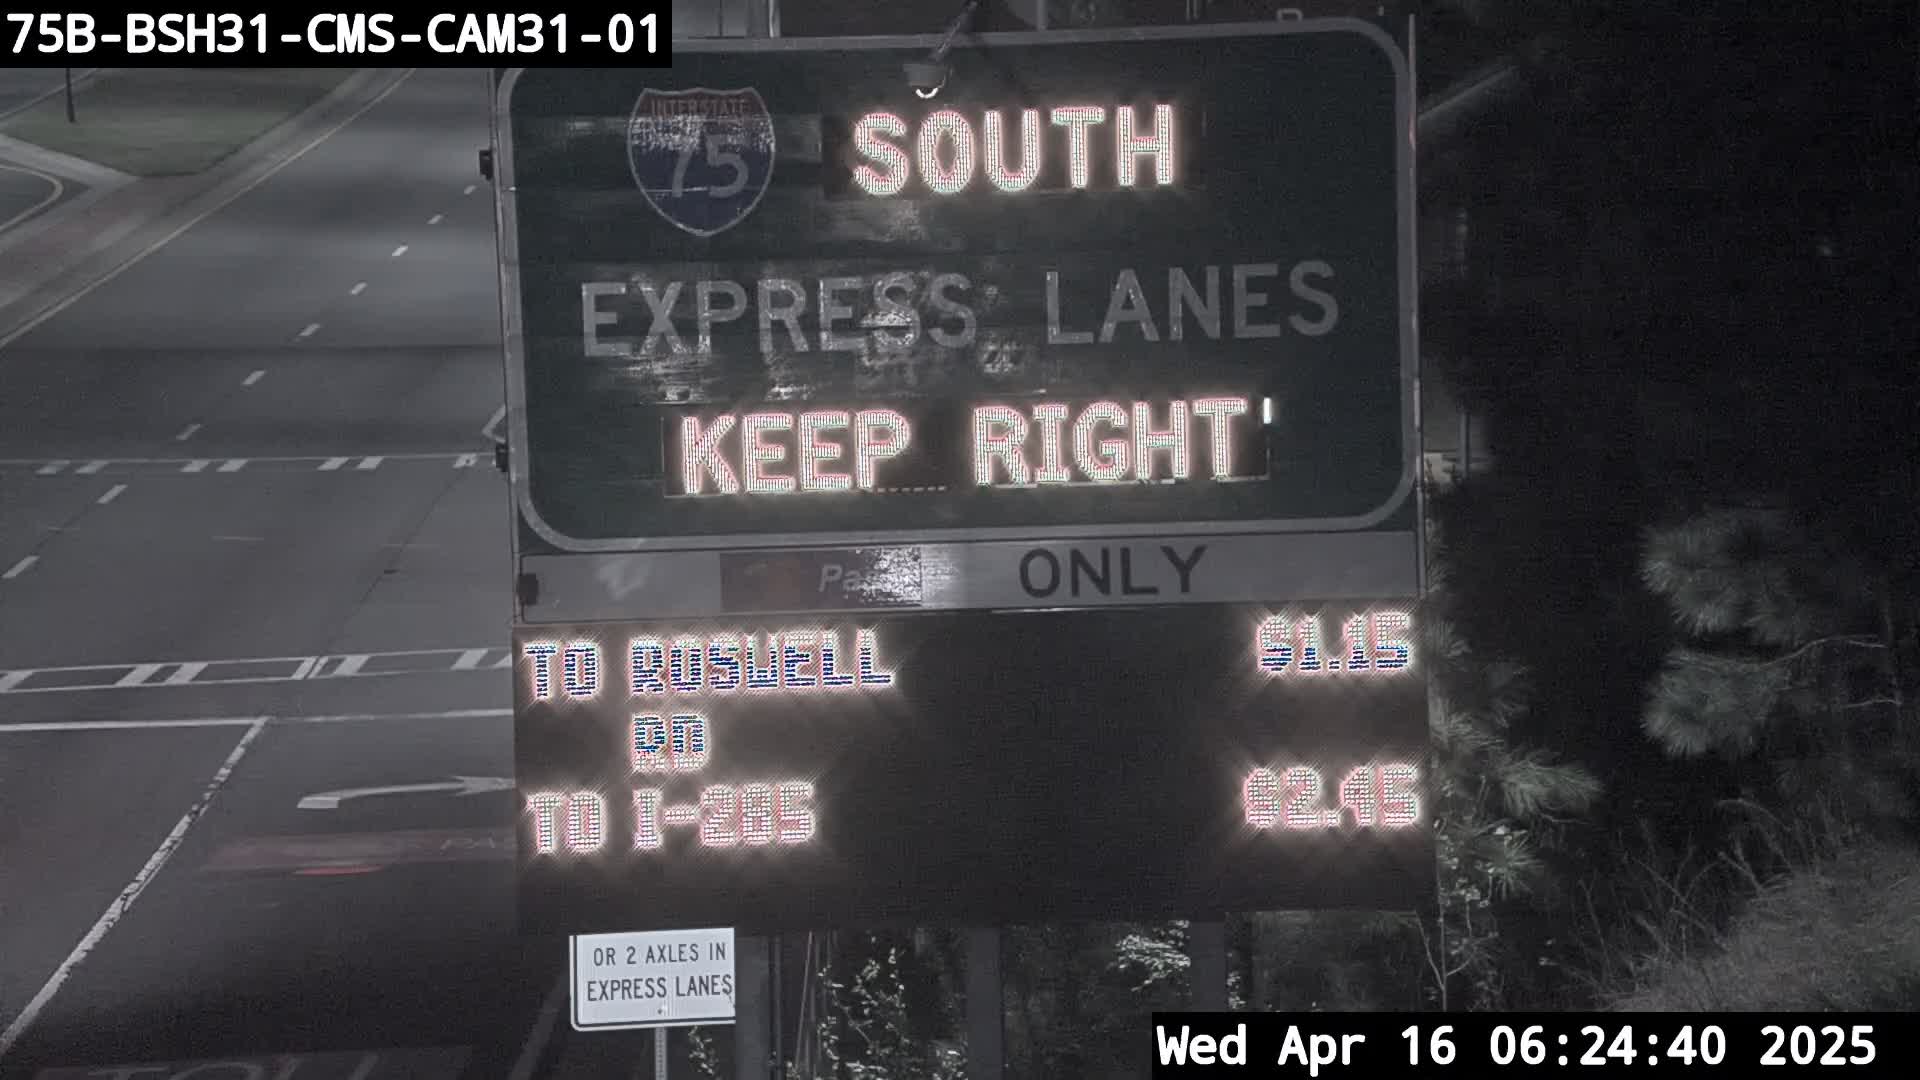 75B-BSH31-CMS-CAM31-01
INTERSTATE
75
SOUTH
EXPRESS LANES
KEEP RIGHT
ONLY
TO ROSWELL $1.15
RD
TO I-285 $2.45
OR 2 AXLES IN
EXPRESS LANES
Wed Apr 16 06:24:40 2025